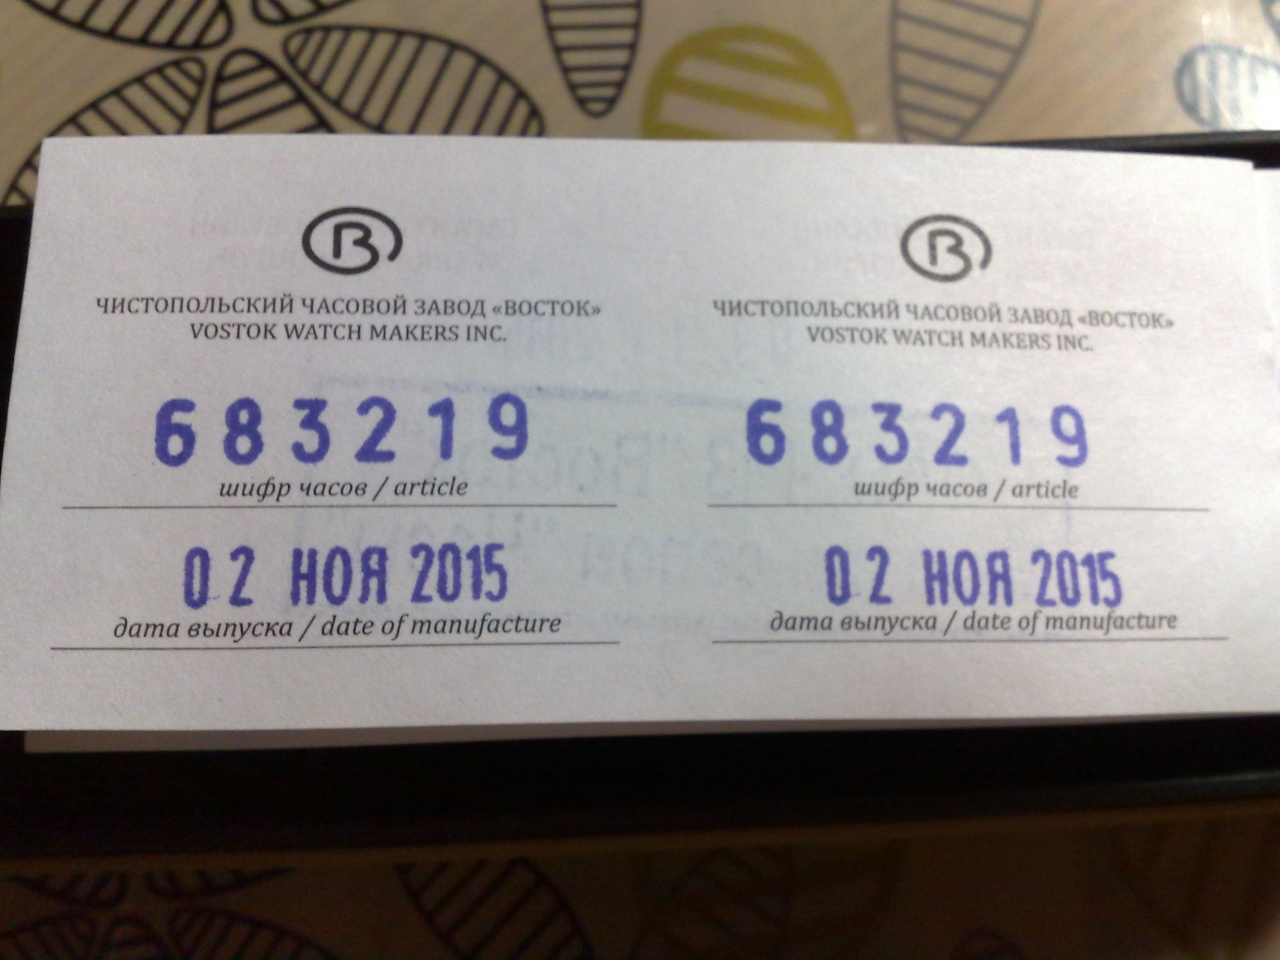 ЧИСТОПОЛЬСКИЙ ЧАСОВОЙ ЗАВОД «ВОСТОК»
VOSTOK WATCH MAKERS INC.
683219
шифр часов / article
02 НОЯ 2015
дата выпуска / date of manufacture
ЧИСТОПОЛЬСКИЙ ЧАСОВОЙ ЗАВОД «ВОСТОК»
VOSTOK WATCH MAKERS INC.
683219
шифр часов / article
02 НОЯ 2015
дата выпуска / date of manufacture